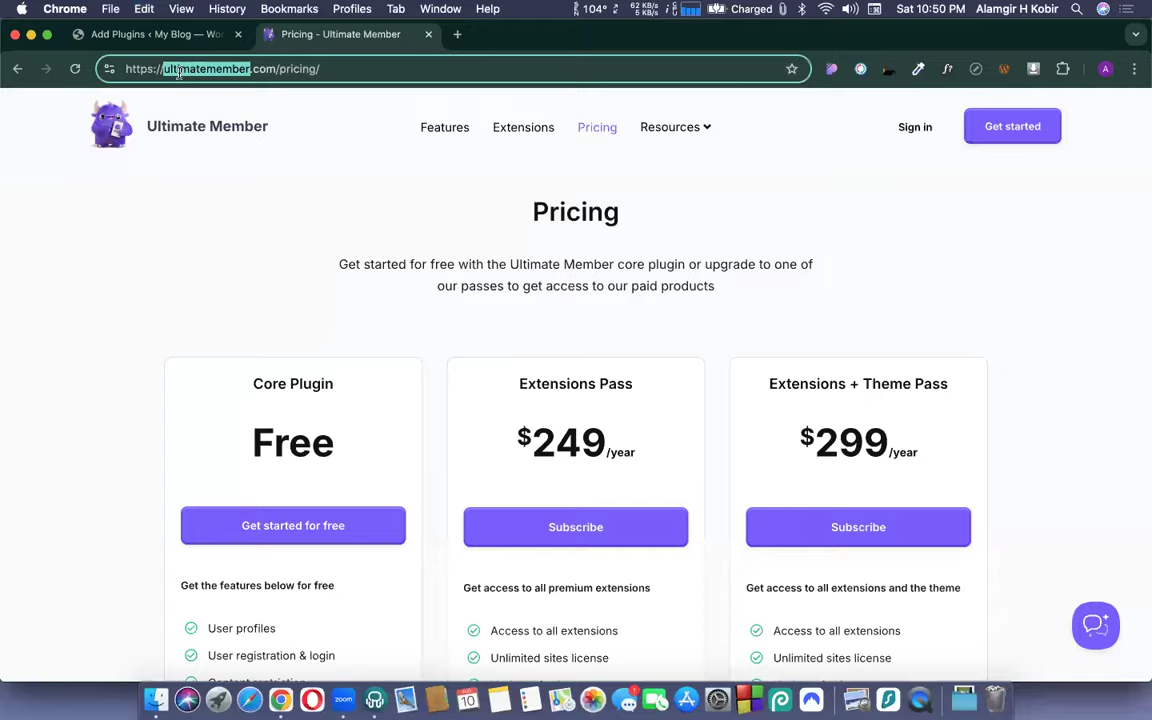 Chrome File Edit View History Bookmarks Profiles Tab Window Help 104° 62 KB/s 5 KB/s Charged Sat 10:50 PM Alamgir H Kobir
Add Plugins ‹ My Blog — Wor Pricing - Ultimate Member
https://ultimatemember.com/pricing/
Ultimate Member Features Extensions Pricing Resources Sign in Get started
Pricing
Get started for free with the Ultimate Member core plugin or upgrade to one of
our passes to get access to our paid products
Core Plugin Extensions Pass Extensions + Theme Pass
Free $249/year $299/year
Get started for free Subscribe Subscribe
Get the features below for free Get access to all premium extensions Get access to all extensions and the theme
User profiles Access to all extensions Access to all extensions
User registration & login Unlimited sites license Unlimited sites license
zoom